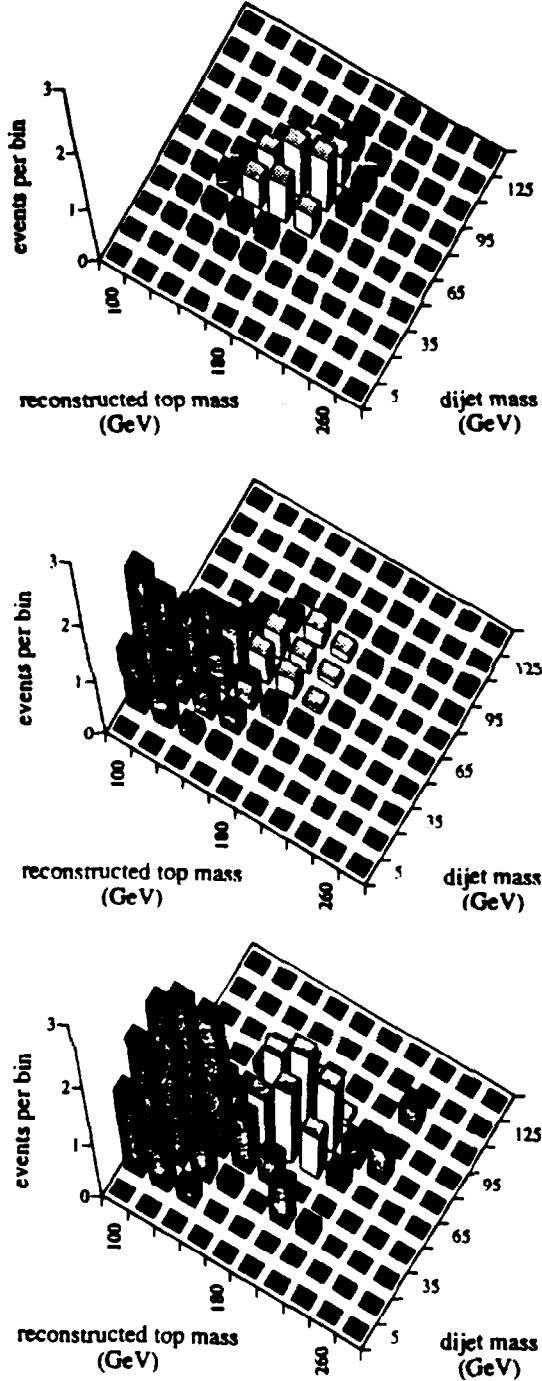 3
2
1
0
events per bin
100
180
260
reconstructed top mass
(GeV)
125
95
65
35
5
dijet mass
(GeV)
3
2
1
0
events per bin
100
180
260
reconstructed top mass
(GeV)
125
95
65
35
5
dijet mass
(GeV)
3
2
1
0
events per bin
100
180
260
reconstructed top mass
(GeV)
125
95
65
35
5
dijet mass
(GeV)